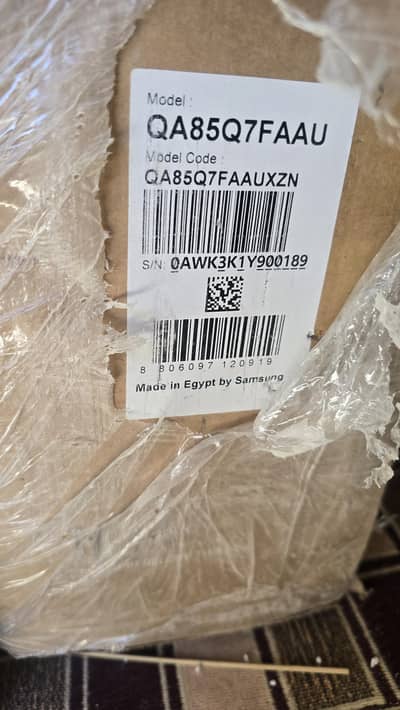 Model :
QA85Q7FAAU
Model Code :
QA85Q7FAAUXZN
S/N: 0AWK3K1Y900189
8 806097 120919
Made in Egypt by Samsung